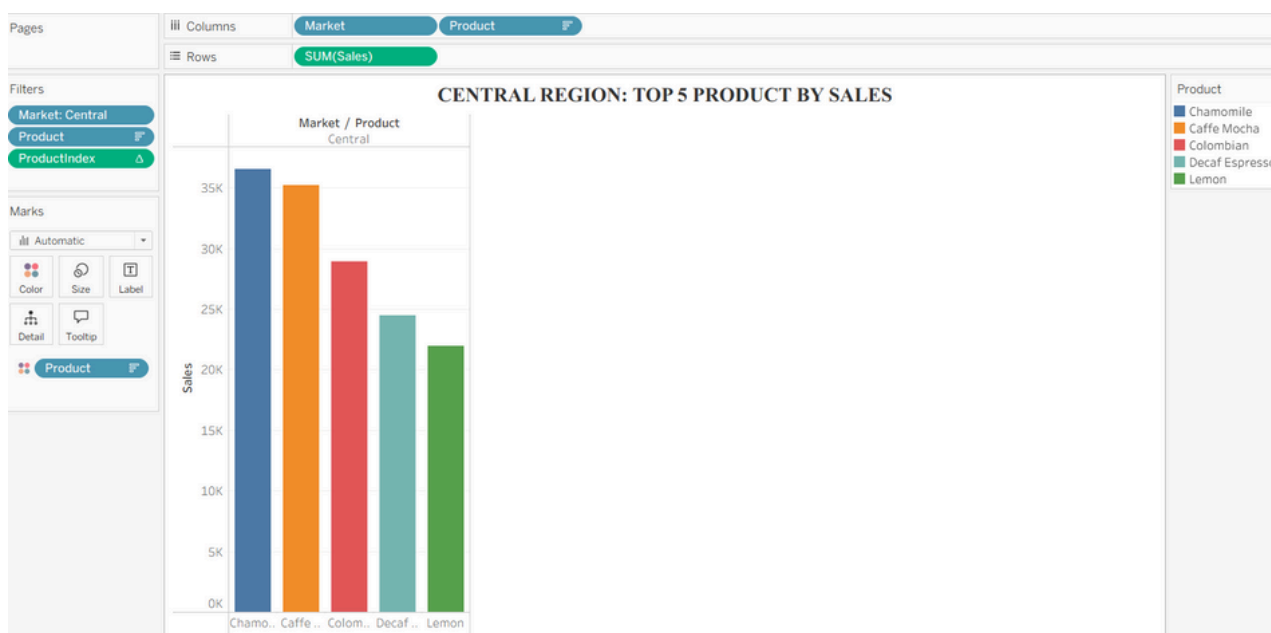 Pages
Columns
Market
Product
Rows
SUM(Sales)
Filters
Market: Central
Product
ProductIndex
Marks
Automatic
Color
Size
Label
Detail
Tooltip
Product
CENTRAL REGION: TOP 5 PRODUCT BY SALES
Market / Product
Central
Sales
35K
30K
25K
20K
15K
10K
5K
0K
Chamo.. Caffe .. Colom.. Decaf .. Lemon
Product
Chamomile
Caffe Mocha
Colombian
Decaf Espresso
Lemon